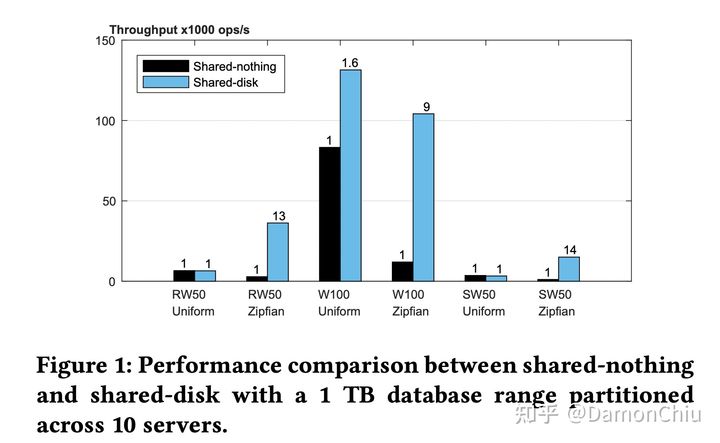 Throughput x1000 ops/s
150
100
50
0
Shared-nothing
Shared-disk
1 1
1 13
1 1.6
1 9
1 1
1 14
RW50 RW50 W100 W100 SW50 SW50
Uniform Zipfian Uniform Zipfian Uniform Zipfian
Figure 1: Performance comparison between shared-nothing
and shared-disk with a 1 TB database range partitioned
across 10 servers.
知乎 @DamonChiu